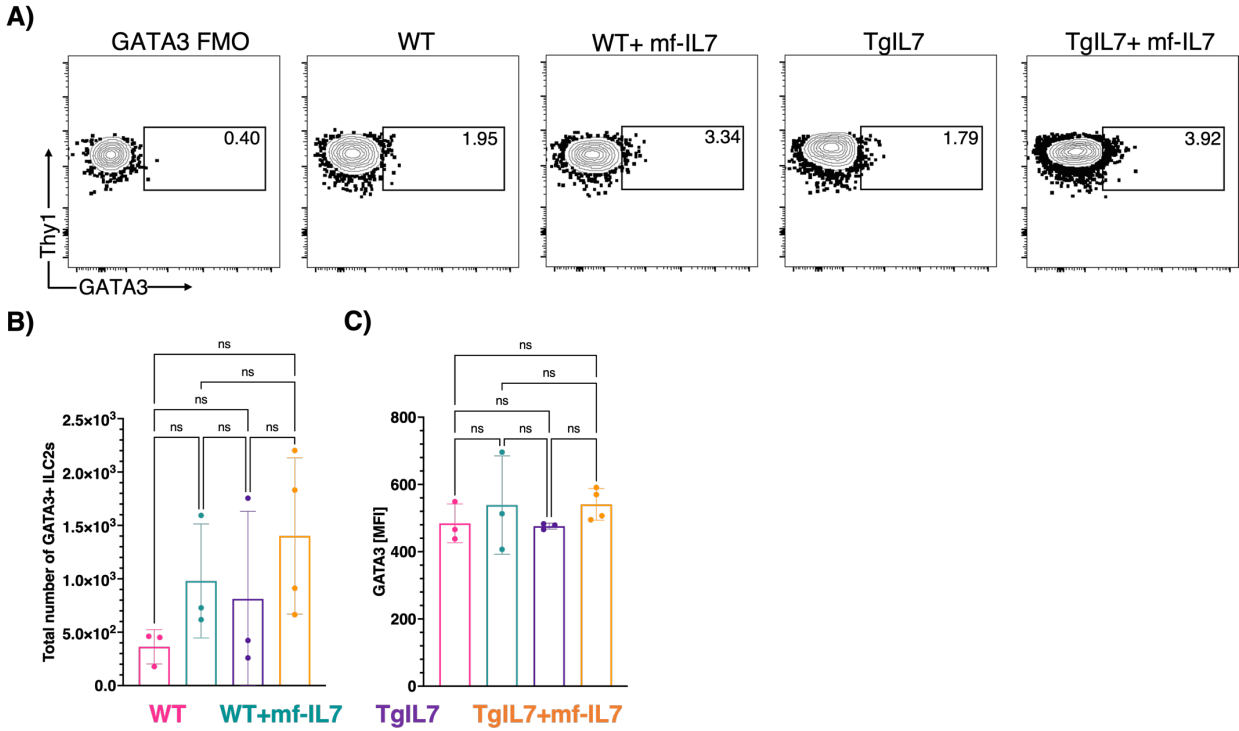 A)
GATA3 FMO
WT
WT+ mf-IL7
TgIL7
TgIL7+ mf-IL7
0.40
1.95
3.34
1.79
3.92
Thy1
GATA3
B)
C)
ns
ns
ns
ns
ns
ns
2.5×10³
2.0×10³
1.5×10³
1.0×10³
5.0×10²
0.0
Total number of GATA3+ ILC2s
ns
ns
ns
ns
ns
ns
800
600
400
200
0
GATA3 [MFI]
WT
WT+mf-IL7
TgIL7
TgIL7+mf-IL7